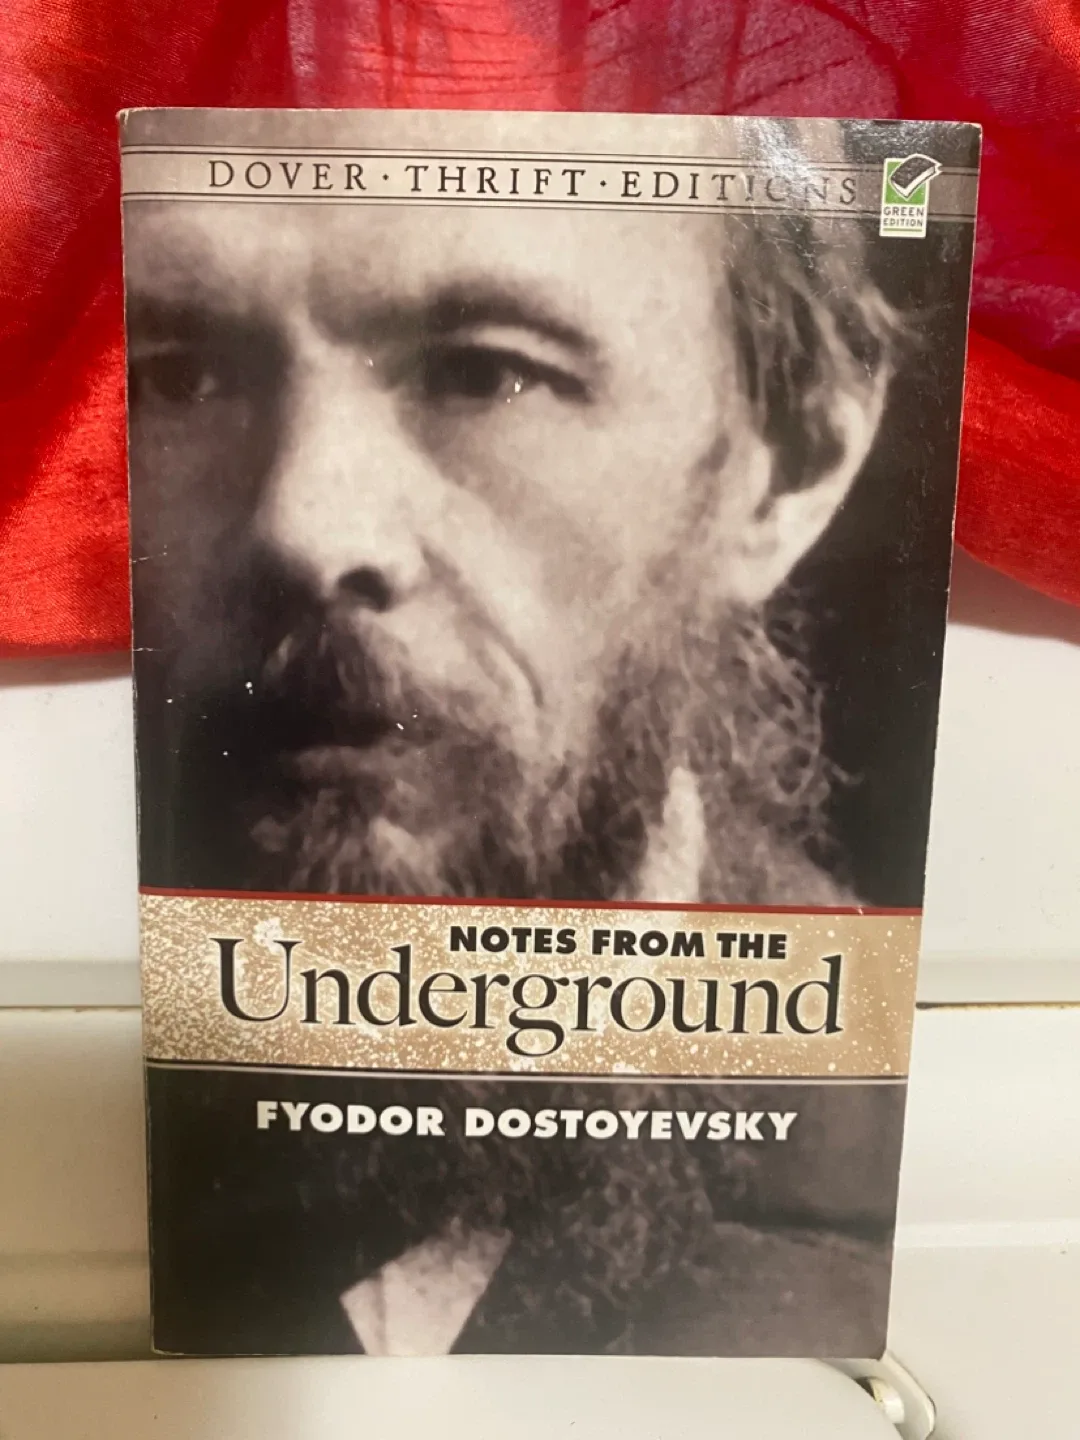 DOVER · THRIFT · EDITIONS
GREEN
EDITION
NOTES FROM THE
Underground
FYODOR DOSTOYEVSKY